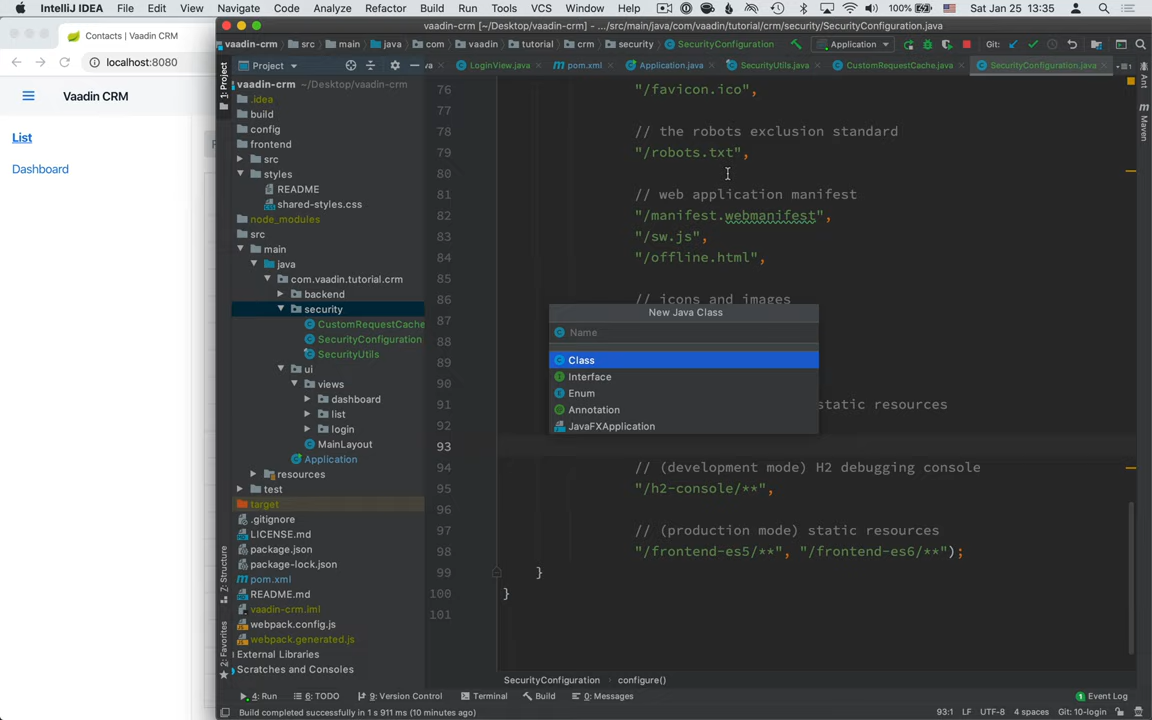 IntelliJ IDEA File Edit View Navigate Code Analyze Refactor Build Run Tools VCS Window Help 100% Sat Jan 25 13:35
Contacts | Vaadin CRM
localhost:8080
Vaadin CRM
List
Dashboard
vaadin-crm [~/Desktop/vaadin-crm] - .../src/main/java/com/vaadin/tutorial/crm/security/SecurityConfiguration.java
vaadin-crm src main java com vaadin tutorial crm security SecurityConfiguration Application Git:
Project LoginView.java pom.xml Application.java SecurityUtils.java CustomRequestCache.java SecurityConfiguration.java
1: Project
7: Structure
2: Favorites
Ant
Maven
vaadin-crm ~/Desktop/vaadin-crm
.idea
build
config
frontend
src
styles
README
shared-styles.css
node_modules
src
main
java
com.vaadin.tutorial.crm
backend
security
CustomRequestCache
SecurityConfiguration
SecurityUtils
ui
views
dashboard
list
login
MainLayout
Application
resources
test
target
.gitignore
LICENSE.md
package.json
package-lock.json
pom.xml
README.md
vaadin-crm.iml
webpack.config.js
webpack.generated.js
External Libraries
Scratches and Consoles
76 "/favicon.ico",
77
78 // the robots exclusion standard
79 "/robots.txt",
80
81 // web application manifest
82 "/manifest.webmanifest",
83 "/sw.js",
84 "/offline.html",
85
86 // icons and images
87
88
89
90
91 static resources
92
93
94 // (development mode) H2 debugging console
95 "/h2-console/**",
96
97 // (production mode) static resources
98 "/frontend-es5/**", "/frontend-es6/**");
99 }
100 }
101
New Java Class
Name
Class
Interface
Enum
Annotation
JavaFXApplication
SecurityConfiguration configure()
4: Run 6: TODO 9: Version Control Terminal Build 0: Messages 1 Event Log
Build completed successfully in 1 s 911 ms (10 minutes ago) 93:1 LF UTF-8 4 spaces Git: 10-login